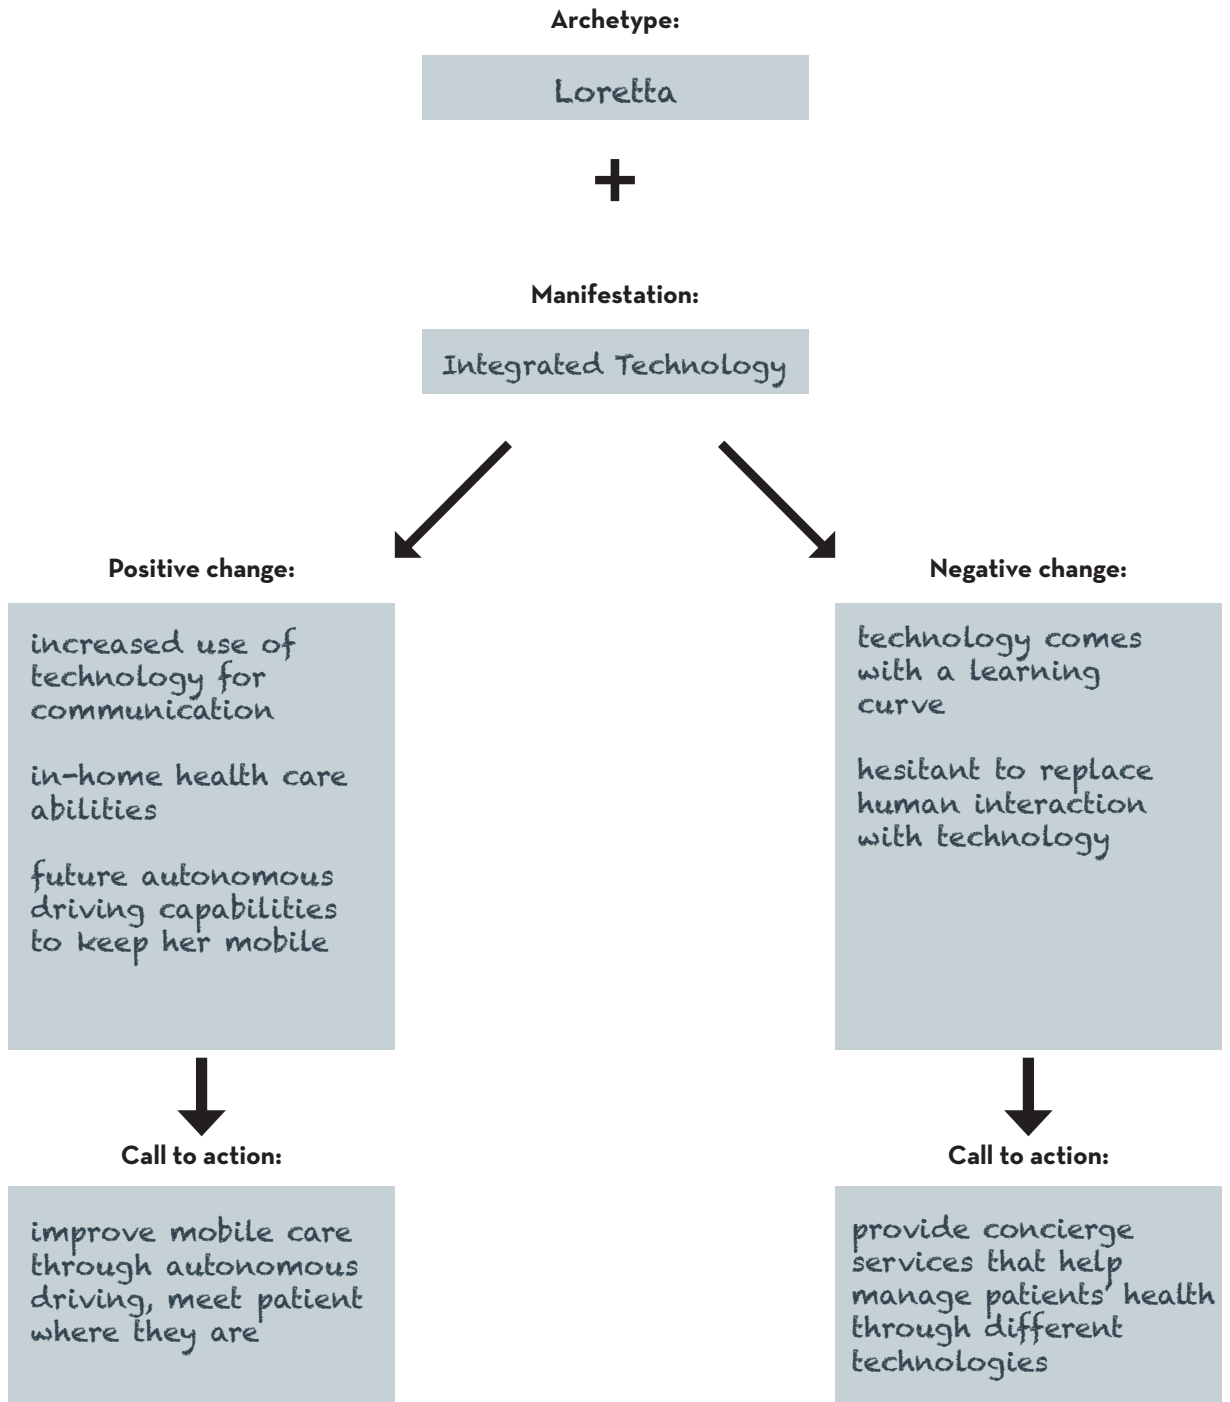 Archetype:
Loretta
+
Manifestation:
Integrated Technology
Positive change:
increased use of
technology for
communication
in-home health care
abilities
future autonomous
driving capabilities
to keep her mobile
Negative change:
technology comes
with a learning
curve
hesitant to replace
human interaction
with technology
Call to action:
improve mobile care
through autonomous
driving, meet patient
where they are
Call to action:
provide concierge
services that help
manage patients' health
through different
technologies